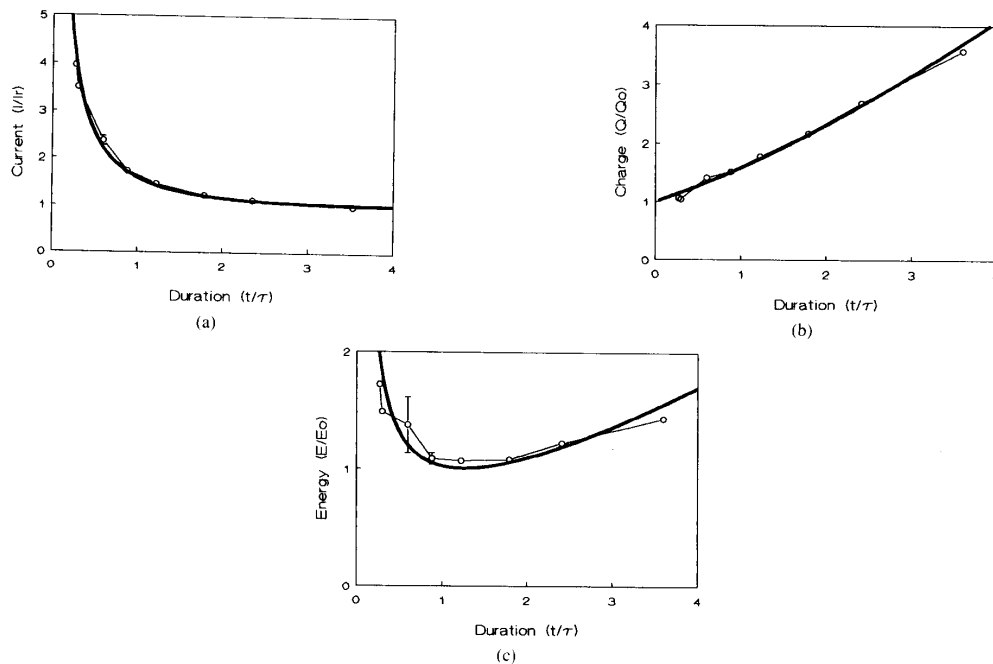 5
4
3
2
1
0
Current (I/Ir)
0 1 2 3 4
Duration (t/τ)
(a)
4
3
2
1
0
Charge (Q/Qo)
0 1 2 3
Duration (t/τ)
(b)
2
1
0
Energy (E/Eo)
0 1 2 3 4
Duration (t/τ)
(c)